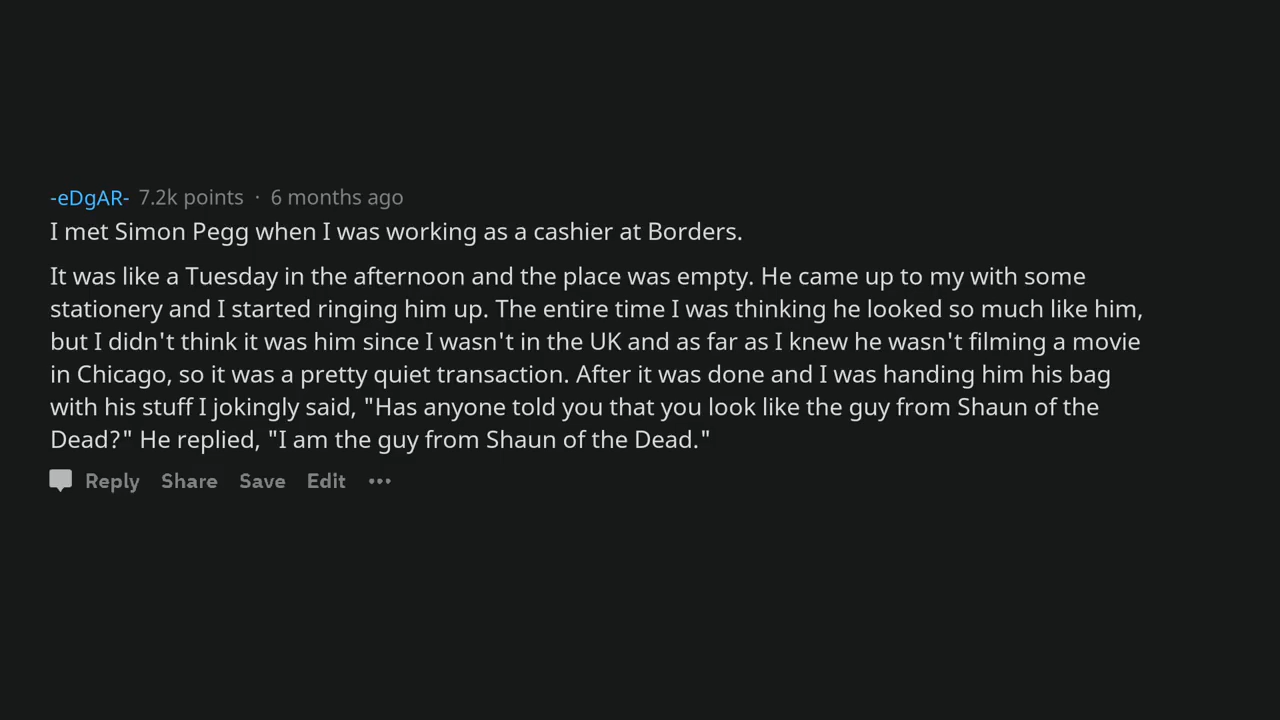 -eDgAR- 7.2k points · 6 months ago
I met Simon Pegg when I was working as a cashier at Borders.
It was like a Tuesday in the afternoon and the place was empty. He came up to my with some
stationery and I started ringing him up. The entire time I was thinking he looked so much like him,
but I didn't think it was him since I wasn't in the UK and as far as I knew he wasn't filming a movie
in Chicago, so it was a pretty quiet transaction. After it was done and I was handing him his bag
with his stuff I jokingly said, "Has anyone told you that you look like the guy from Shaun of the
Dead?" He replied, "I am the guy from Shaun of the Dead."
Reply Share Save Edit •••